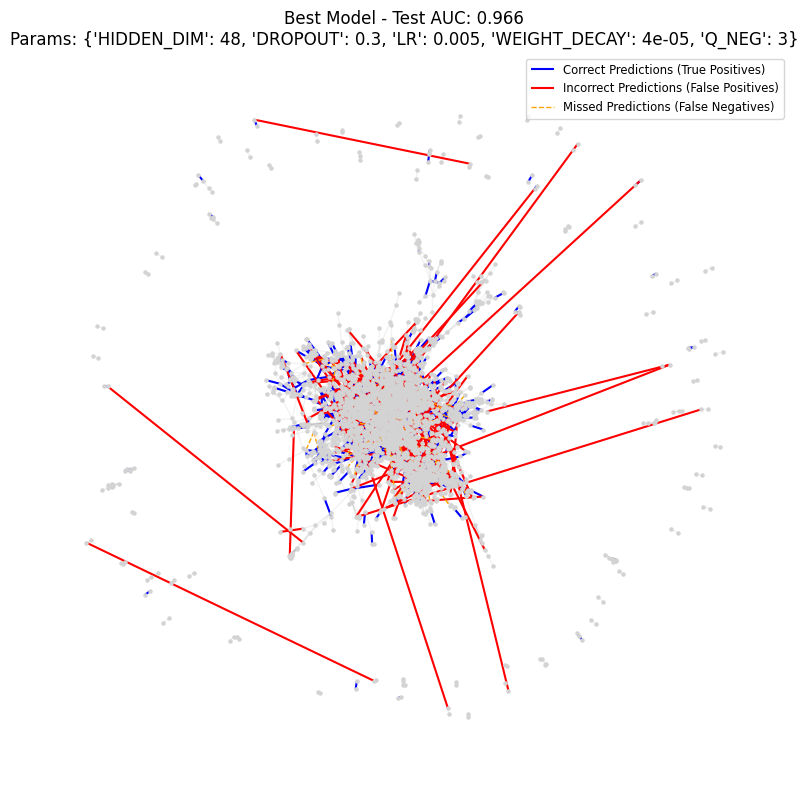 Best Model - Test AUC: 0.966
Params: {'HIDDEN_DIM': 48, 'DROPOUT': 0.3, 'LR': 0.005, 'WEIGHT_DECAY': 4e-05, 'Q_NEG': 3}
Correct Predictions (True Positives)
Incorrect Predictions (False Positives)
Missed Predictions (False Negatives)